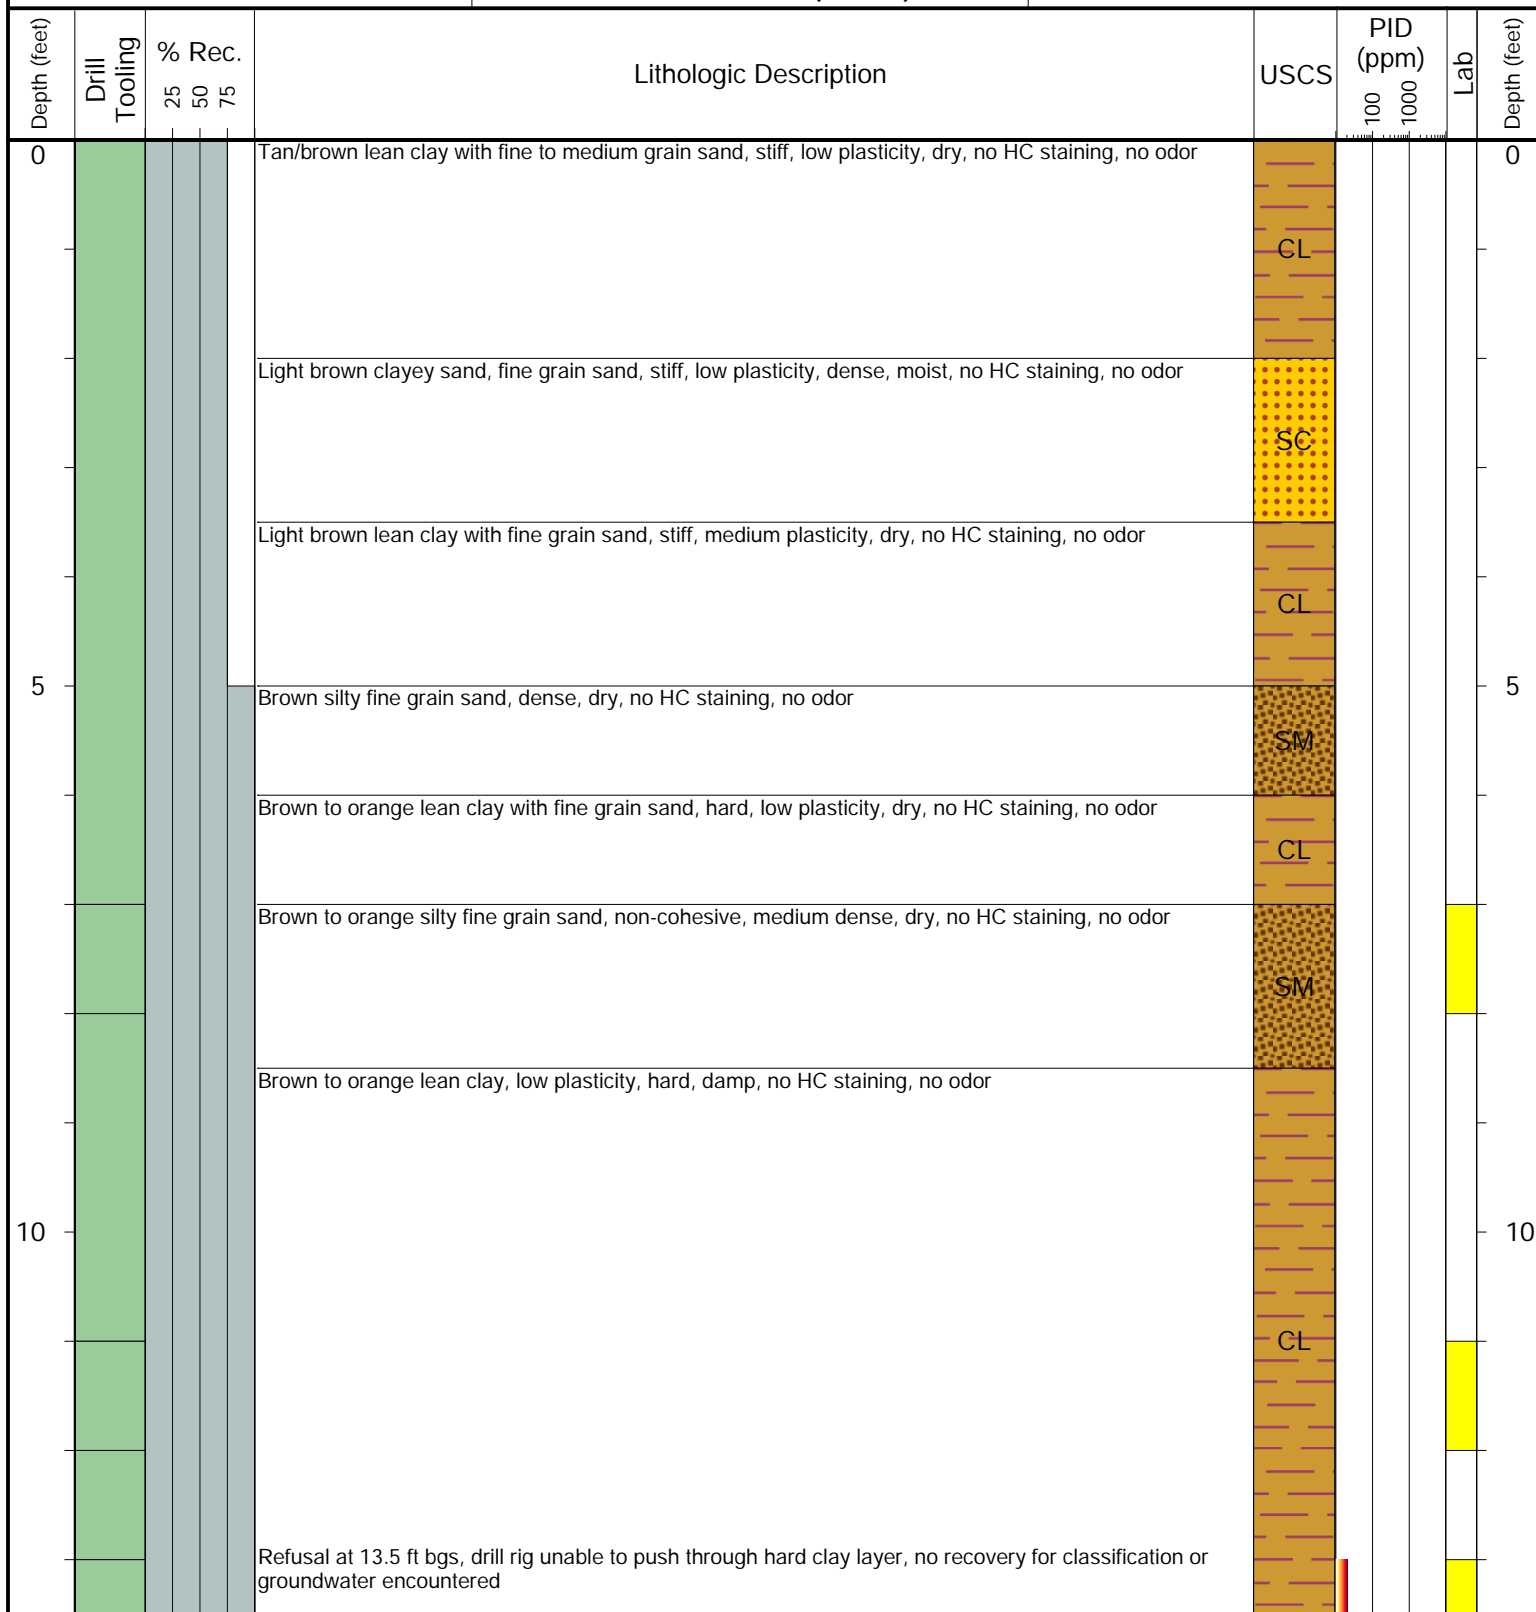 Depth (feet)
Drill Tooling
% Rec.
25 50 75
Lithologic Description
USCS
PID (ppm)
100 1000
Lab
Depth (feet)
0
Tan/brown lean clay with fine to medium grain sand, stiff, low plasticity, dry, no HC staining, no odor
0
CL
Light brown clayey sand, fine grain sand, stiff, low plasticity, dense, moist, no HC staining, no odor
SC
Light brown lean clay with fine grain sand, stiff, medium plasticity, dry, no HC staining, no odor
CL
5
Brown silty fine grain sand, dense, dry, no HC staining, no odor
5
SM
Brown to orange lean clay with fine grain sand, hard, low plasticity, dry, no HC staining, no odor
CL
Brown to orange silty fine grain sand, non-cohesive, medium dense, dry, no HC staining, no odor
SM
Brown to orange lean clay, low plasticity, hard, damp, no HC staining, no odor
10
10
CL
Refusal at 13.5 ft bgs, drill rig unable to push through hard clay layer, no recovery for classification or
groundwater encountered